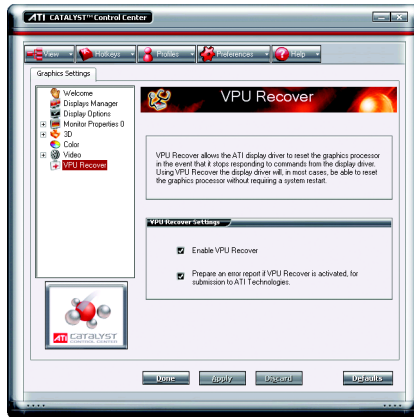 ATI CATALYST™ Control Center
View Hotkeys Profiles Preferences Help
Graphics Settings
Welcome
Displays Manager
Display Options
Monitor Properties 0
3D
Color
Video
VPU Recover
VPU Recover
VPU Recover allows the ATI display driver to reset the graphics processor
in the event that it stops responding to commands from the display driver.
Using VPU Recover the display driver will, in most cases, be able to reset
the graphics processor without requiring a system restart.
VPU Recover Settings
Enable VPU Recover
Prepare an error report if VPU Recover is activated, for
submission to ATI Technologies.
ATI CATALYST
CONTROL CENTER
Done Apply Discard Defaults